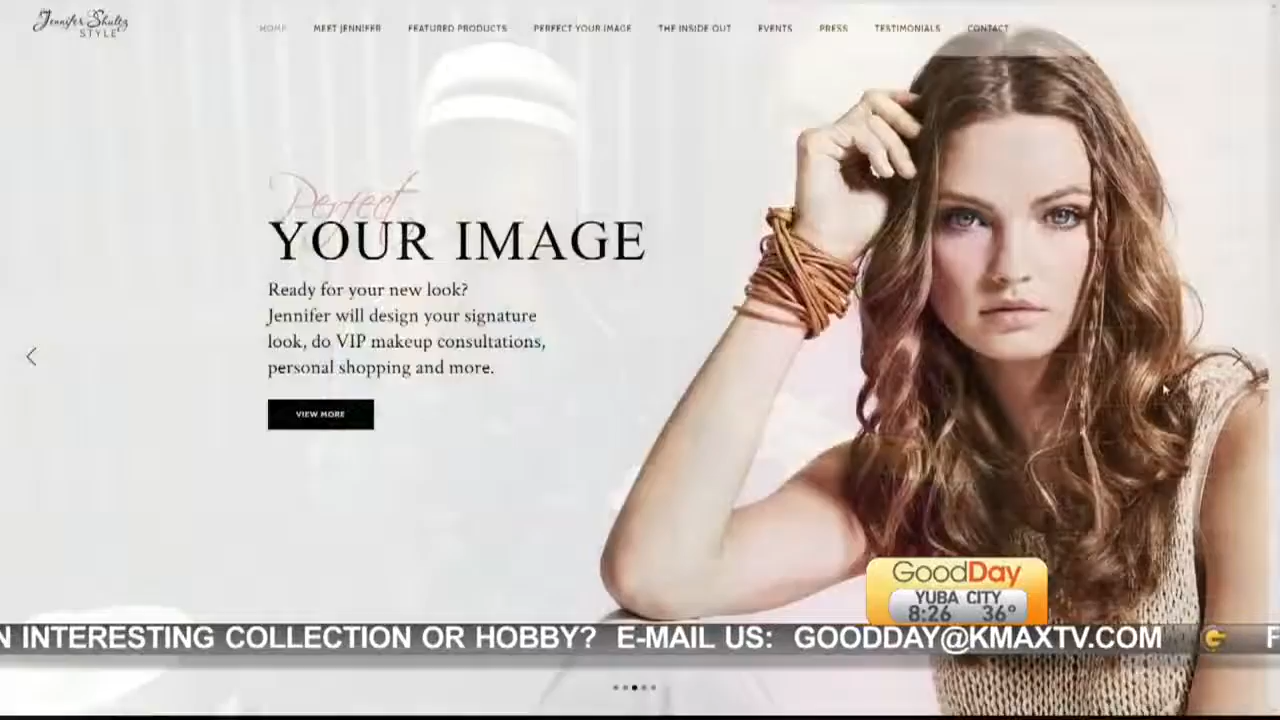 Jennifer Shultz
STYLE
HOME MEET JENNIFER FEATURED PRODUCTS PERFECT YOUR IMAGE THE INSIDE OUT EVENTS PRESS TESTIMONIALS CONTACT
Perfect
YOUR IMAGE
Ready for your new look?
Jennifer will design your signature
look, do VIP makeup consultations,
personal shopping and more.
VIEW MORE
GoodDay
YUBA CITY
8:26 36°
N INTERESTING COLLECTION OR HOBBY? E-MAIL US: GOODDAY@KMAXTV.COM F